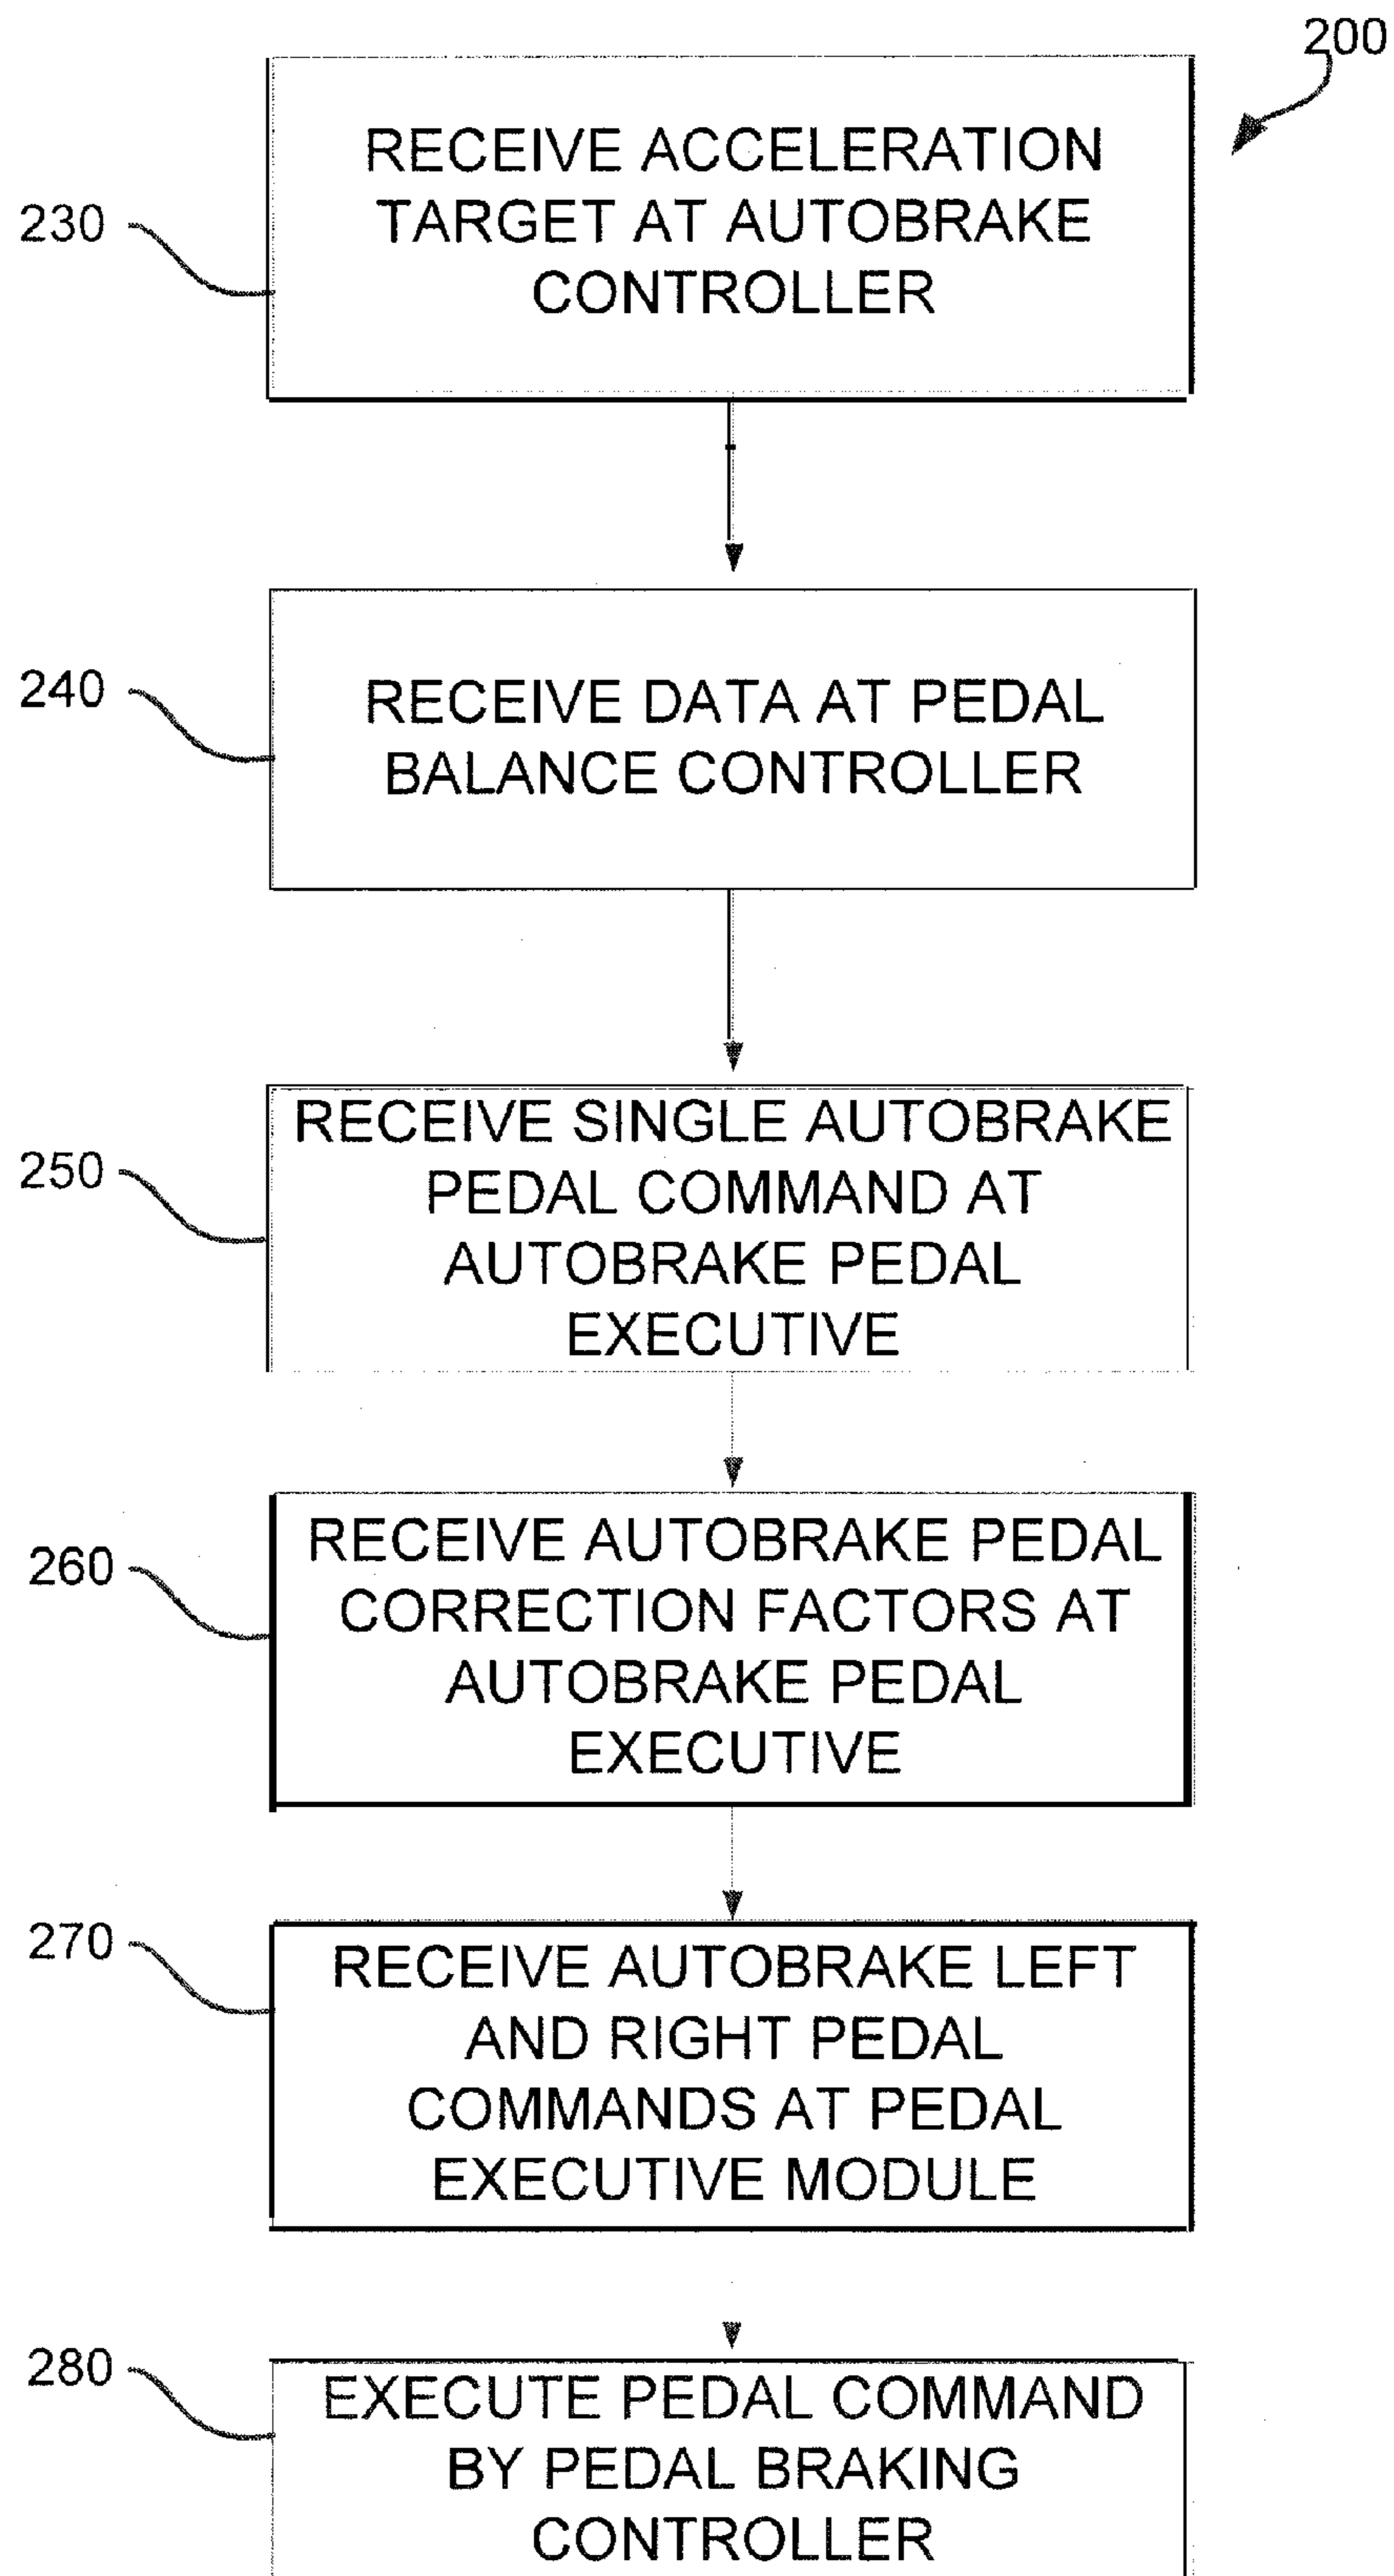 200
230
RECEIVE ACCELERATION
TARGET AT AUTOBRAKE
CONTROLLER
240
RECEIVE DATA AT PEDAL
BALANCE CONTROLLER
250
RECEIVE SINGLE AUTOBRAKE
PEDAL COMMAND AT
AUTOBRAKE PEDAL
EXECUTIVE
260
RECEIVE AUTOBRAKE PEDAL
CORRECTION FACTORS AT
AUTOBRAKE PEDAL
EXECUTIVE
270
RECEIVE AUTOBRAKE LEFT
AND RIGHT PEDAL
COMMANDS AT PEDAL
EXECUTIVE MODULE
280
EXECUTE PEDAL COMMAND
BY PEDAL BRAKING
CONTROLLER